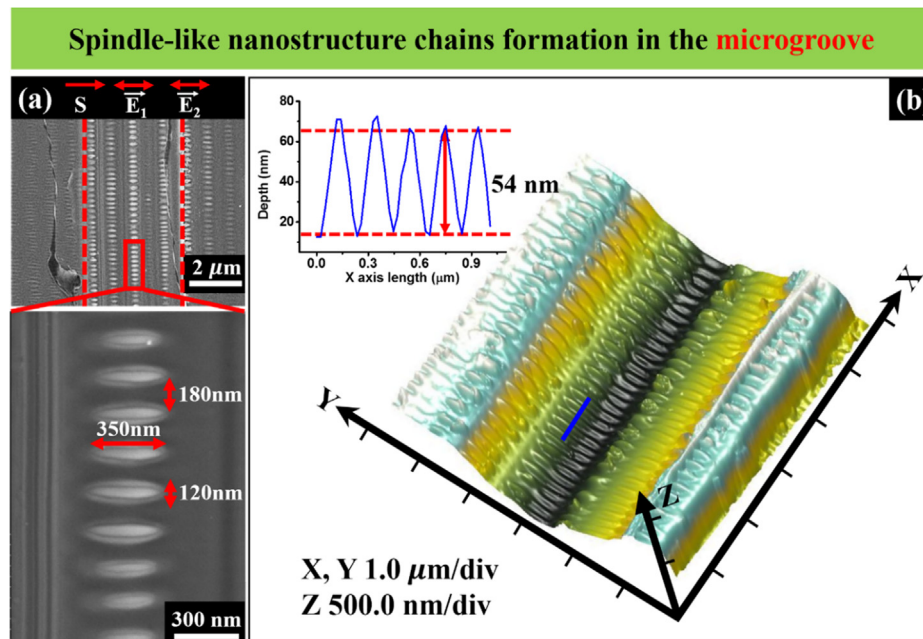 Spindle-like nanostructure chains formation in the microgroove
(a)
S E₁ E₂
2 μm
180nm
350nm
120nm
300 nm
(b)
80
60
40
20
Depth (nm)
0.0 0.3 0.6 0.9
X axis length (μm)
54 nm
X
Y
Z
X, Y 1.0 μm/div
Z 500.0 nm/div